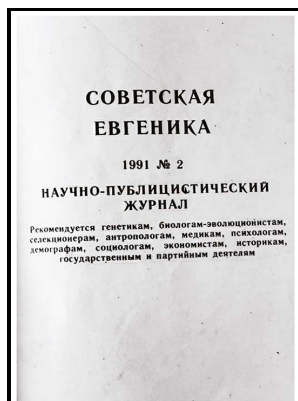 СОВЕТСКАЯ
ЕВГЕНИКА
1991 № 2
НАУЧНО-ПУБЛИЦИСТИЧЕСКИЙ
ЖУРНАЛ
Рекомендуется генетикам, биологам-эволюционистам,
селекционерам, антропологам, медикам, психологам,
демографам, социологам, экономистам, историкам,
государственным и партийным деятелям